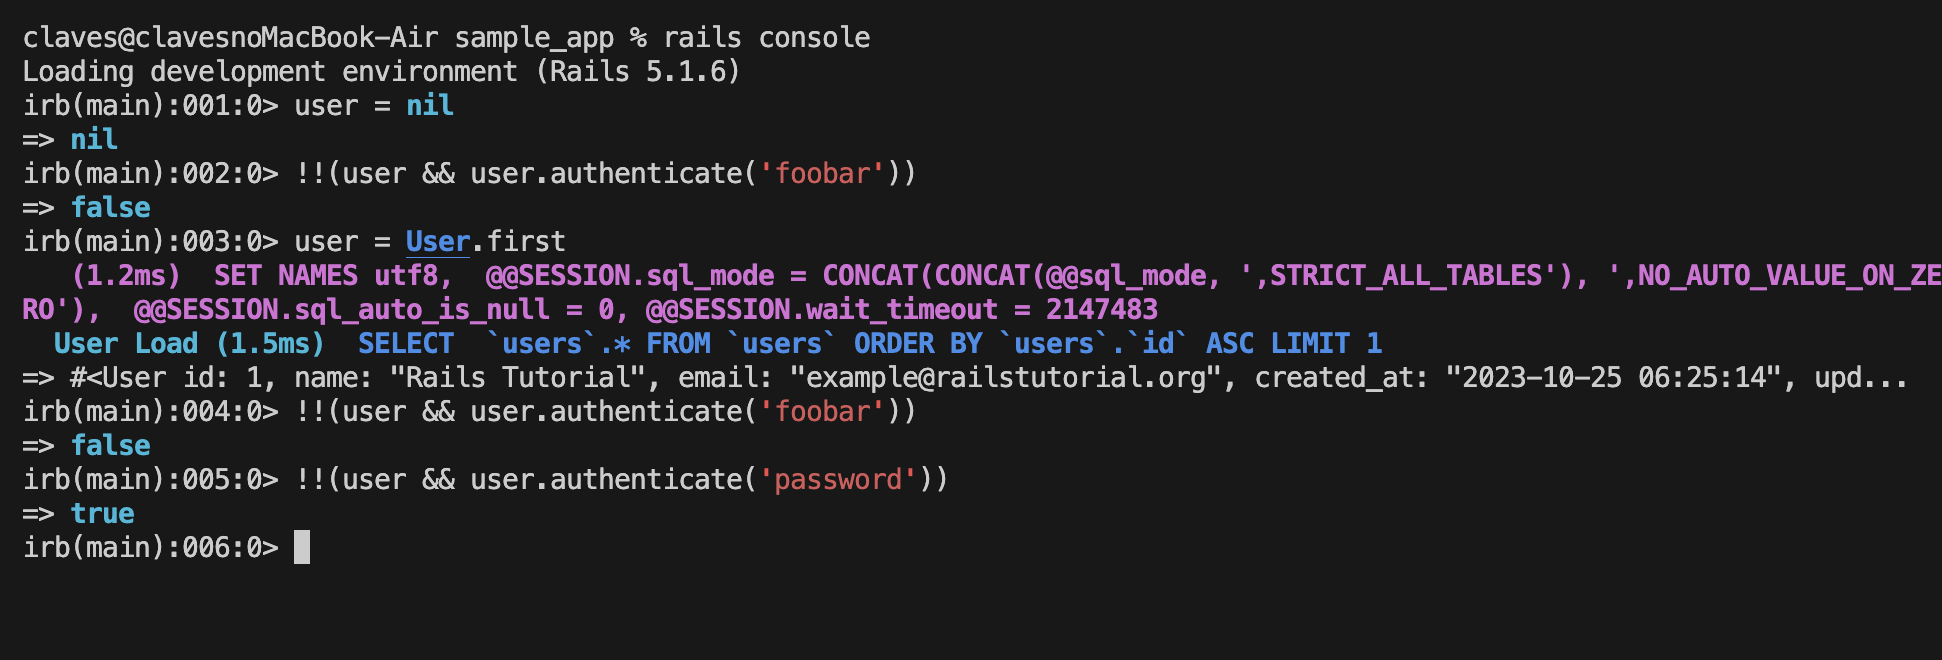 claves@clavesnoMacBook-Air sample_app % rails console
Loading development environment (Rails 5.1.6)
irb(main):001:0> user = nil
=> nil
irb(main):002:0> !!(user && user.authenticate('foobar'))
=> false
irb(main):003:0> user = User.first
   (1.2ms)  SET NAMES utf8,  @@SESSION.sql_mode = CONCAT(CONCAT(@@sql_mode, ',STRICT_ALL_TABLES'), ',NO_AUTO_VALUE_ON_ZE
RO'),  @@SESSION.sql_auto_is_null = 0, @@SESSION.wait_timeout = 2147483
  User Load (1.5ms)  SELECT  `users`.* FROM `users` ORDER BY `users`.`id` ASC LIMIT 1
=> #<User id: 1, name: "Rails Tutorial", email: "example@railstutorial.org", created_at: "2023-10-25 06:25:14", upd...
irb(main):004:0> !!(user && user.authenticate('foobar'))
=> false
irb(main):005:0> !!(user && user.authenticate('password'))
=> true
irb(main):006:0>